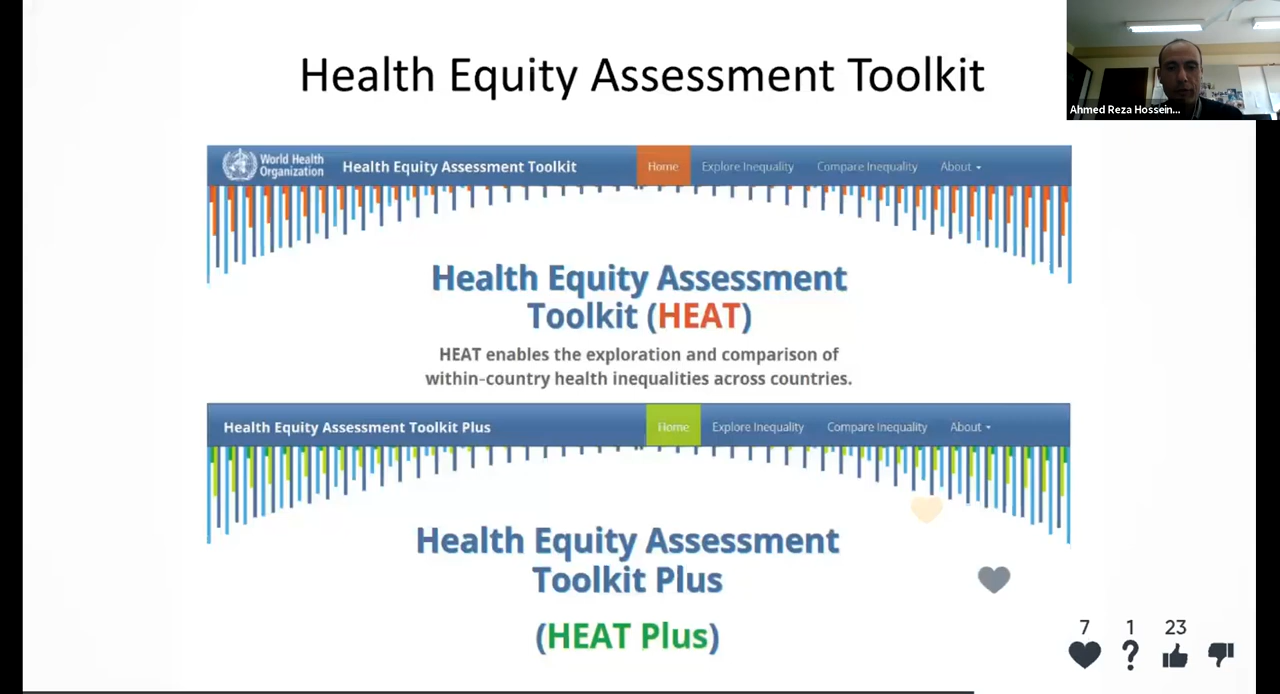 Health Equity Assessment Toolkit
Ahmed Reza Hossein...
World Health
Organization
Health Equity Assessment Toolkit
Home
Explore Inequality
Compare Inequality
About
Health Equity Assessment
Toolkit (HEAT)
HEAT enables the exploration and comparison of
within-country health inequalities across countries.
Health Equity Assessment Toolkit Plus
Home
Explore Inequality
Compare Inequality
About
Health Equity Assessment
Toolkit Plus
(HEAT Plus)
7
1
23
?